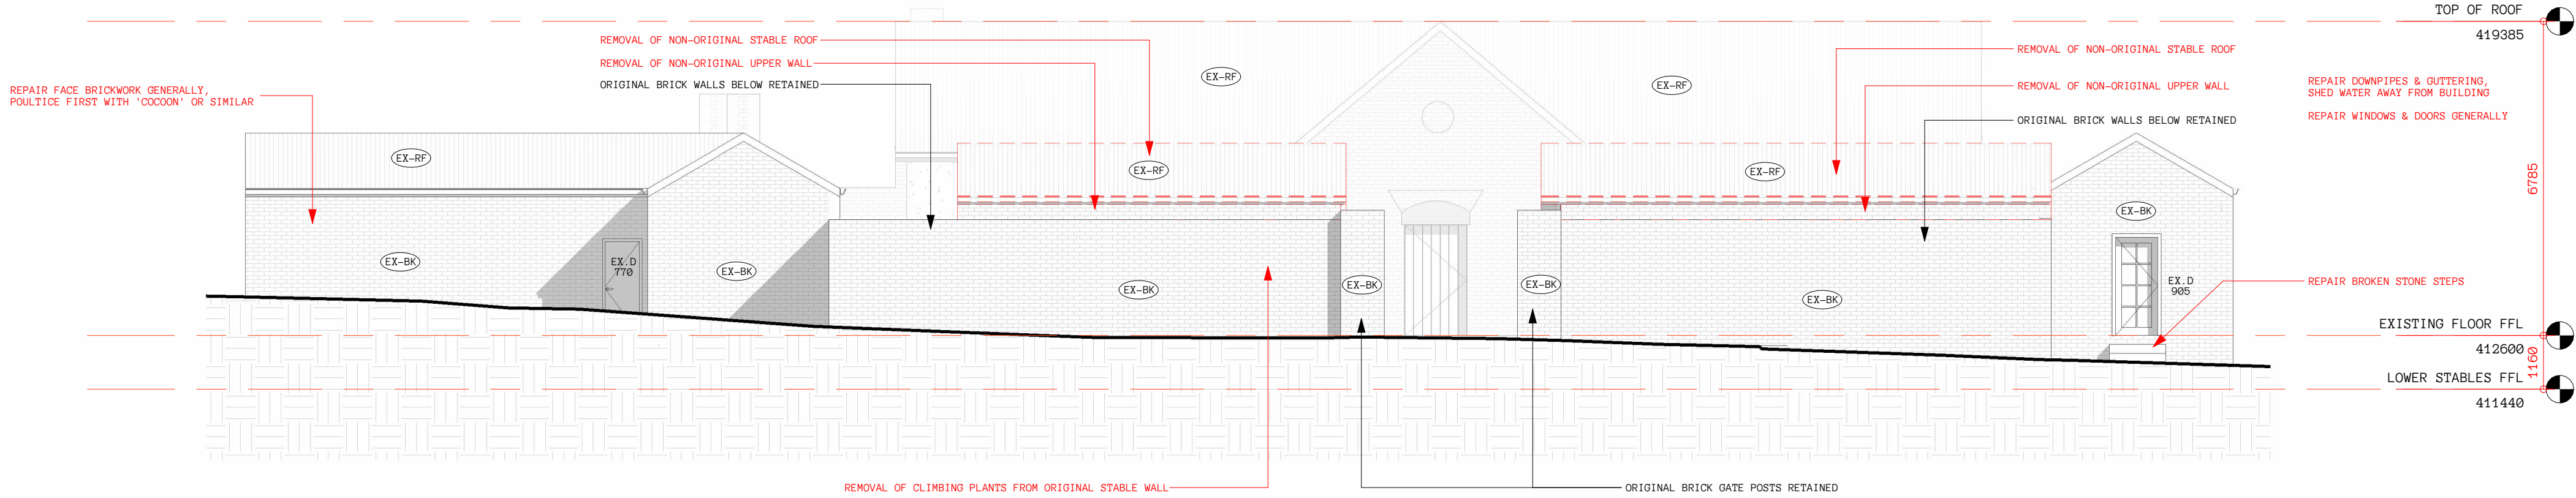 TOP OF ROOF
419385
REMOVAL OF NON-ORIGINAL STABLE ROOF
REMOVAL OF NON-ORIGINAL UPPER WALL
ORIGINAL BRICK WALLS BELOW RETAINED
REPAIR FACE BRICKWORK GENERALLY,
POULTICE FIRST WITH 'COCOON' OR SIMILAR
EX-RF
EX-RF
REMOVAL OF NON-ORIGINAL STABLE ROOF
REMOVAL OF NON-ORIGINAL UPPER WALL
ORIGINAL BRICK WALLS BELOW RETAINED
REPAIR DOWNPIPES & GUTTERING,
SHED WATER AWAY FROM BUILDING
REPAIR WINDOWS & DOORS GENERALLY
EX-RF
EX-RF
EX-RF
6785
EX-BK
EX-BK
EX.D
770
EX-BK
EX-BK
EX-BK
EX-BK
EX-BK
EX.D
905
REPAIR BROKEN STONE STEPS
EXISTING FLOOR FFL
412600
1160
LOWER STABLES FFL
411440
REMOVAL OF CLIMBING PLANTS FROM ORIGINAL STABLE WALL
ORIGINAL BRICK GATE POSTS RETAINED